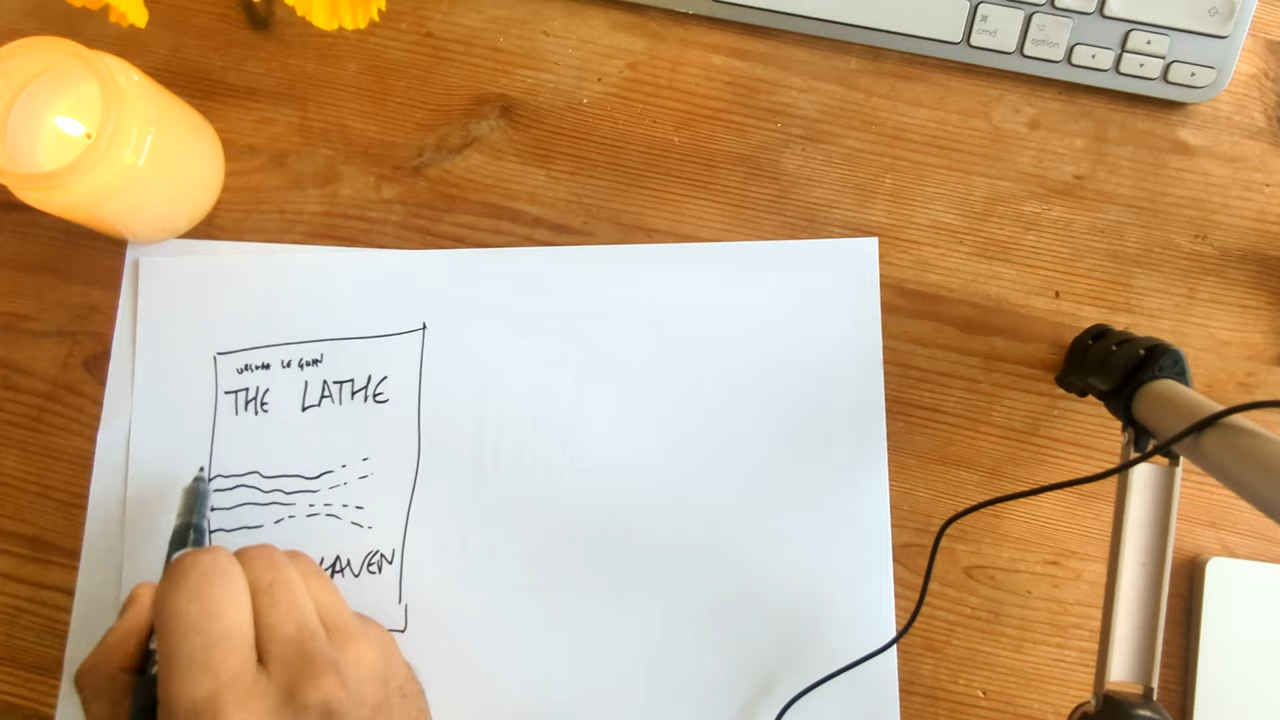 cmd
option
URSULA LE GUIN
THE LATHE
AVEN